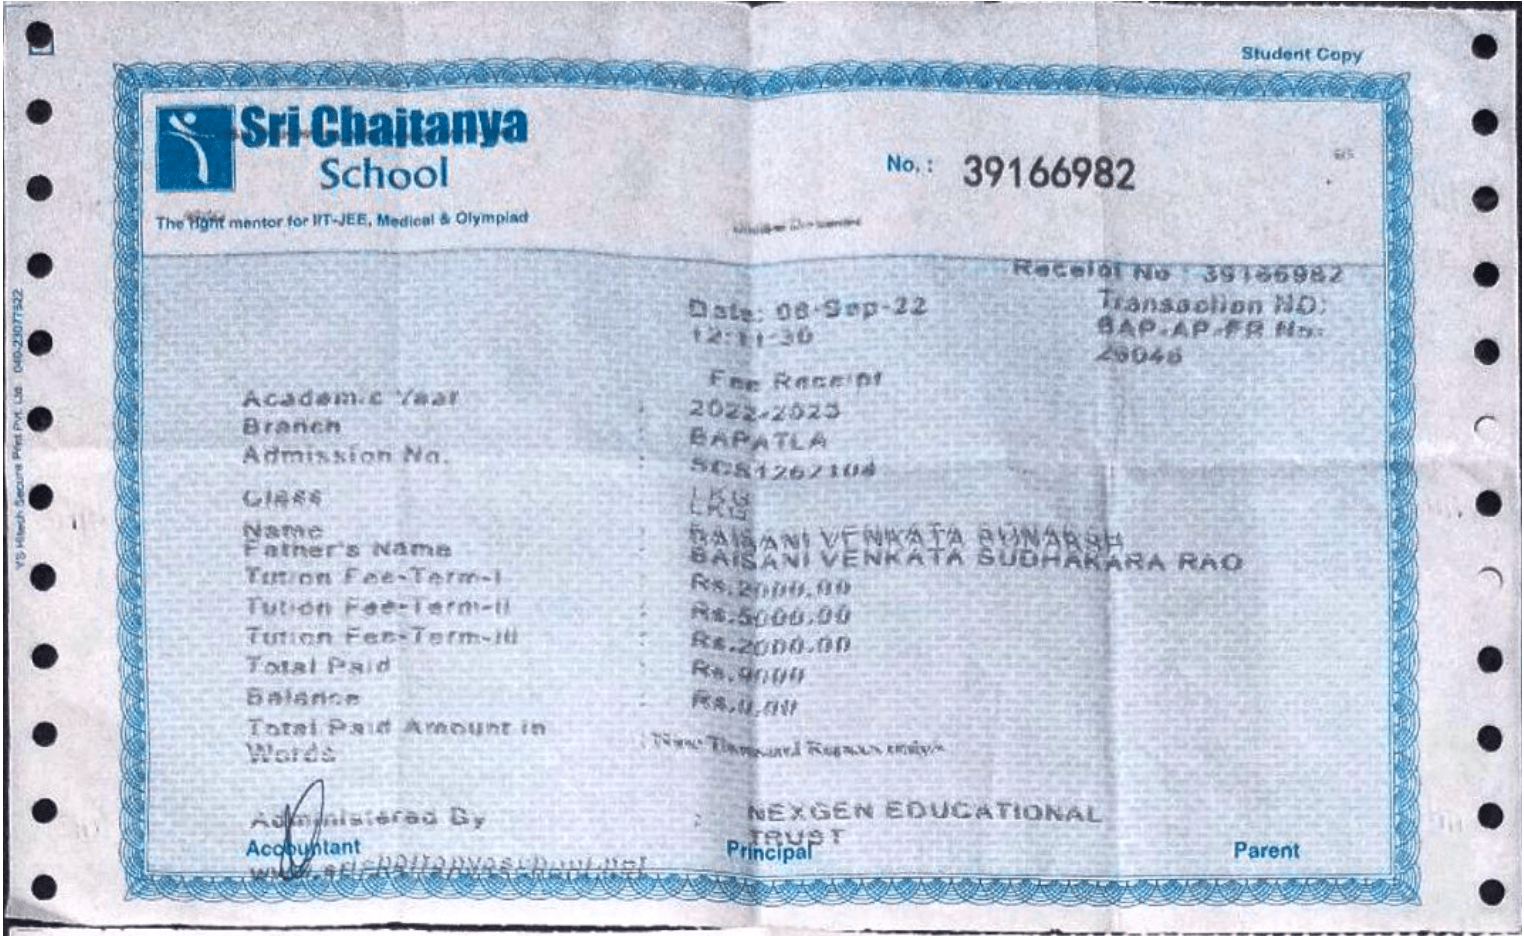 Student Copy
Sri Chaitanya
School
The right mentor for IIT-JEE, Medical & Olympiad
No. : 39166982
Receipt No : 39166982
Date: 06-Sep-22
12:11:30
Transaction NO:
BAP-AP-FR No:
26046
Fee Receipt
Academic Year : 2022-2023
Branch : BAPATLA
Admission No. : SCS1262104
Class : LKG
LKG
Name : BAISANI VENKATA
Father's Name : BAISANI VENKATA SUDHAKARA RAO
Tution Fee-Term-I : Rs.2000.00
Tution Fee-Term-II : Rs.5000.00
Tution Fee-Term-III : Rs.2000.00
Total Paid : Rs.9000
Balance : Rs.0.00
Total Paid Amount in
Words : Nine Thousand Rupees only
Administered By : NEXGEN EDUCATIONAL
TRUST
Accountant Principal Parent
www.srichaitanyaschool.net
YS Hitech Secure Print Pvt. Ltd. 040-23077922